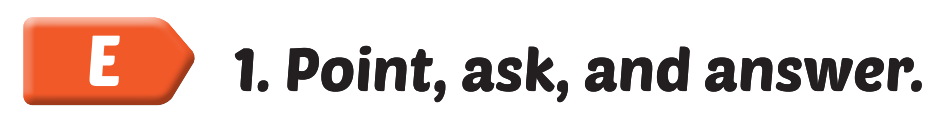 E 1. Point, ask, and answer.